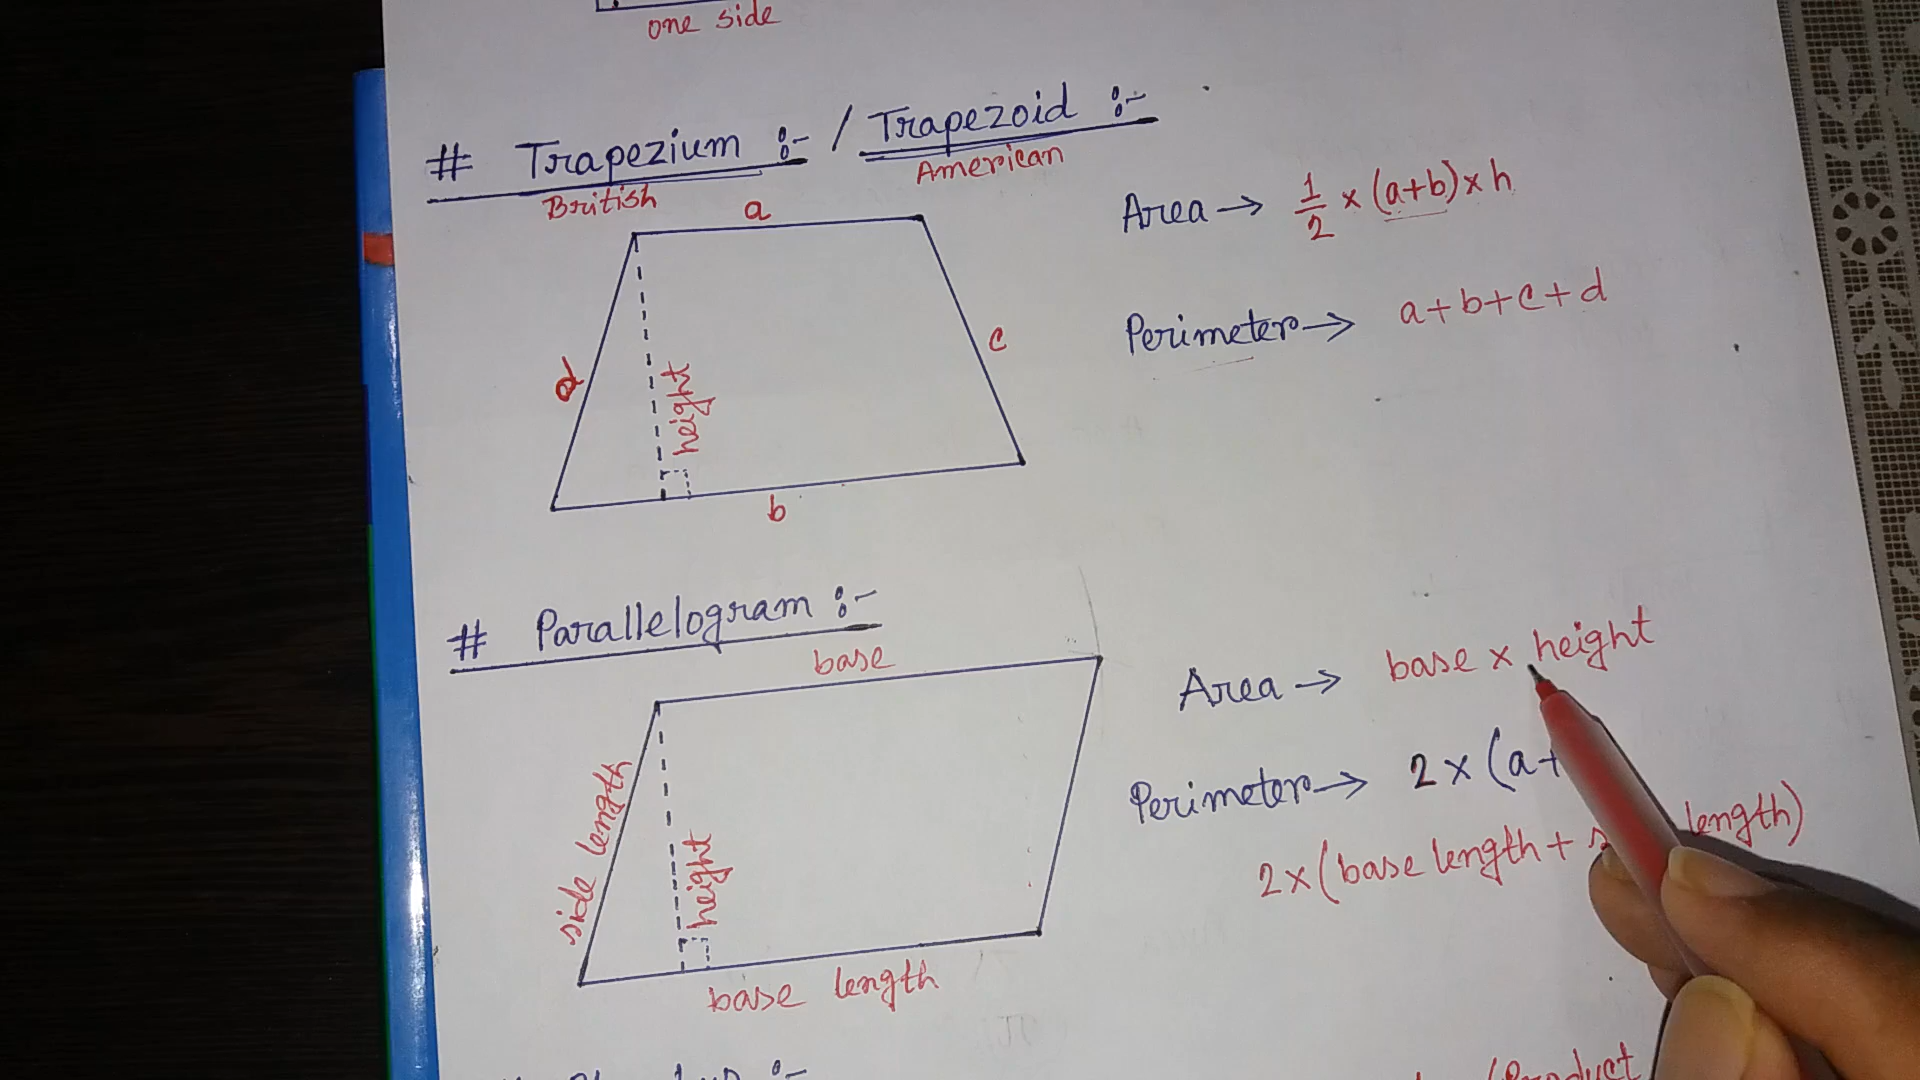 one side
# Trapezium :- / Trapezoid :-
British American
a
d
height
c
b
Area → 1/2 × (a+b) × h
Perimeter → a+b+c+d
# Parallelogram :-
base
side length
height
base length
Area → base × height
Perimeter → 2 × (a+
2 × (base length + length)
:-
/Product